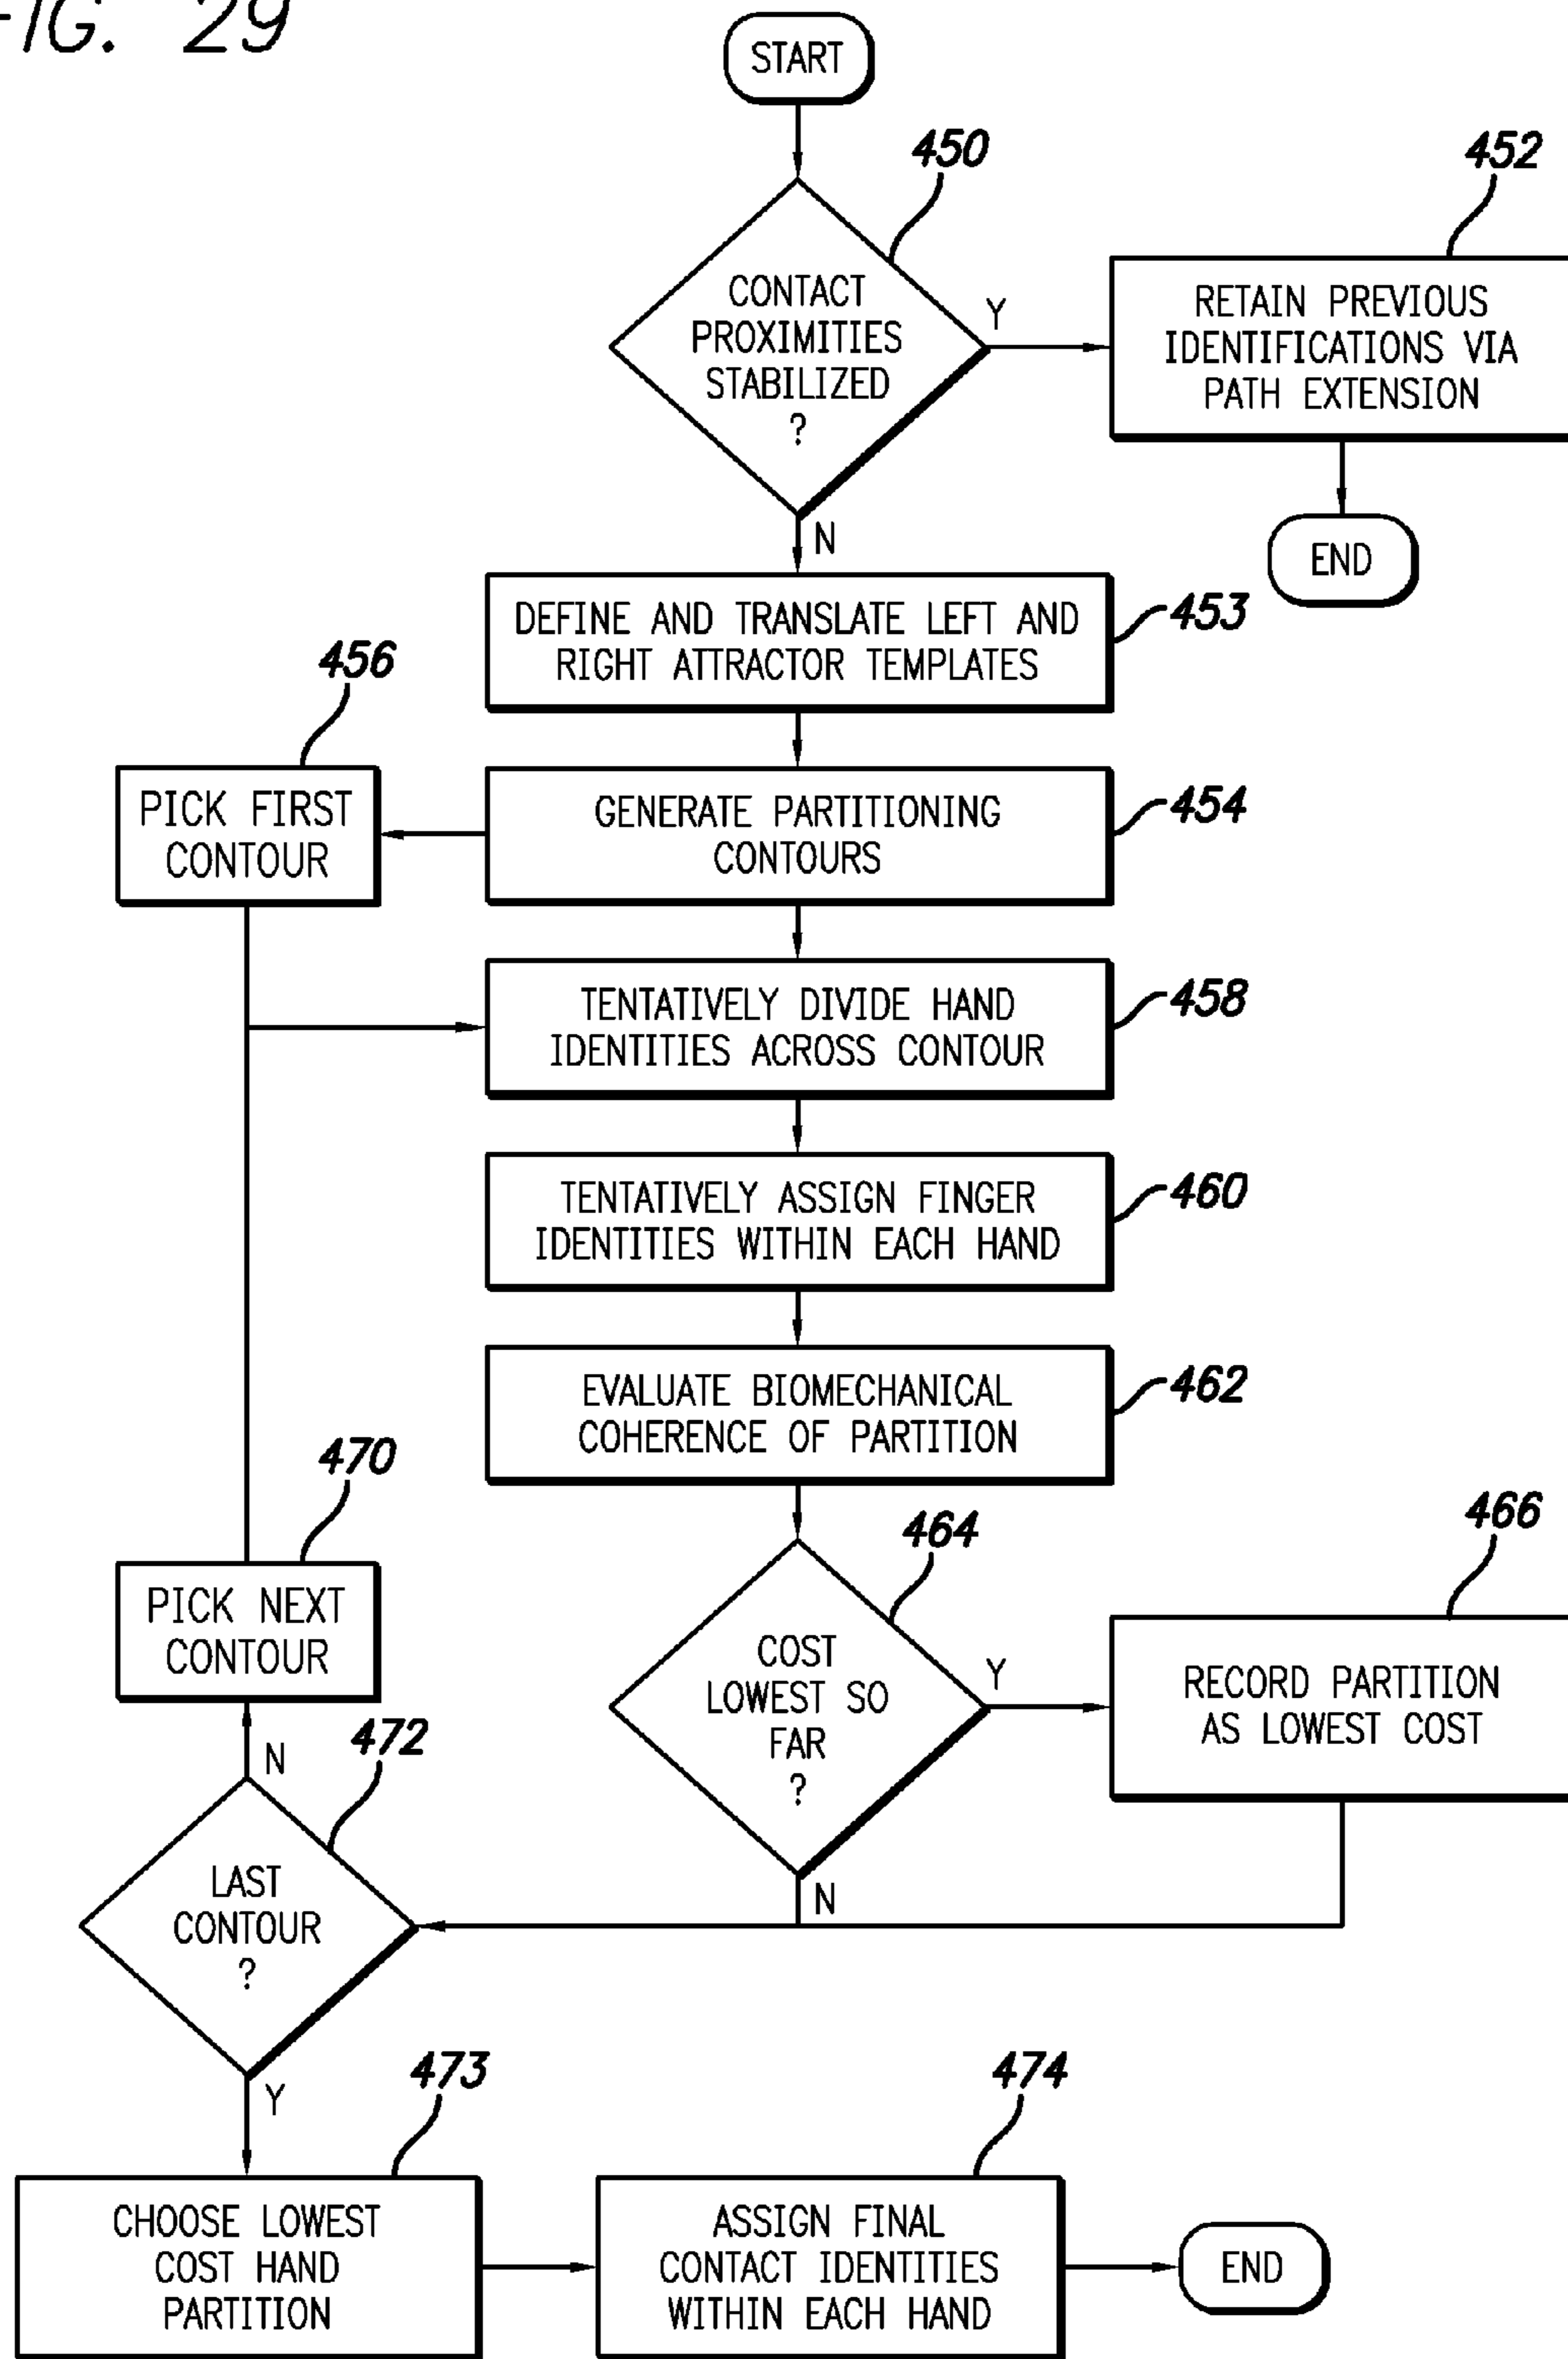 FIG. 29
START
450
452
CONTACT
PROXIMITIES
STABILIZED
?
Y
RETAIN PREVIOUS
IDENTIFICATIONS VIA
PATH EXTENSION
N
END
DEFINE AND TRANSLATE LEFT AND
RIGHT ATTRACTOR TEMPLATES
453
456
PICK FIRST
CONTOUR
GENERATE PARTITIONING
CONTOURS
454
TENTATIVELY DIVIDE HAND
IDENTITIES ACROSS CONTOUR
458
TENTATIVELY ASSIGN FINGER
IDENTITIES WITHIN EACH HAND
460
EVALUATE BIOMECHANICAL
COHERENCE OF PARTITION
462
470
464
466
PICK NEXT
CONTOUR
COST
LOWEST SO
FAR
?
Y
RECORD PARTITION
AS LOWEST COST
N
472
N
LAST
CONTOUR
?
Y
473
474
CHOOSE LOWEST
COST HAND
PARTITION
ASSIGN FINAL
CONTACT IDENTITIES
WITHIN EACH HAND
END